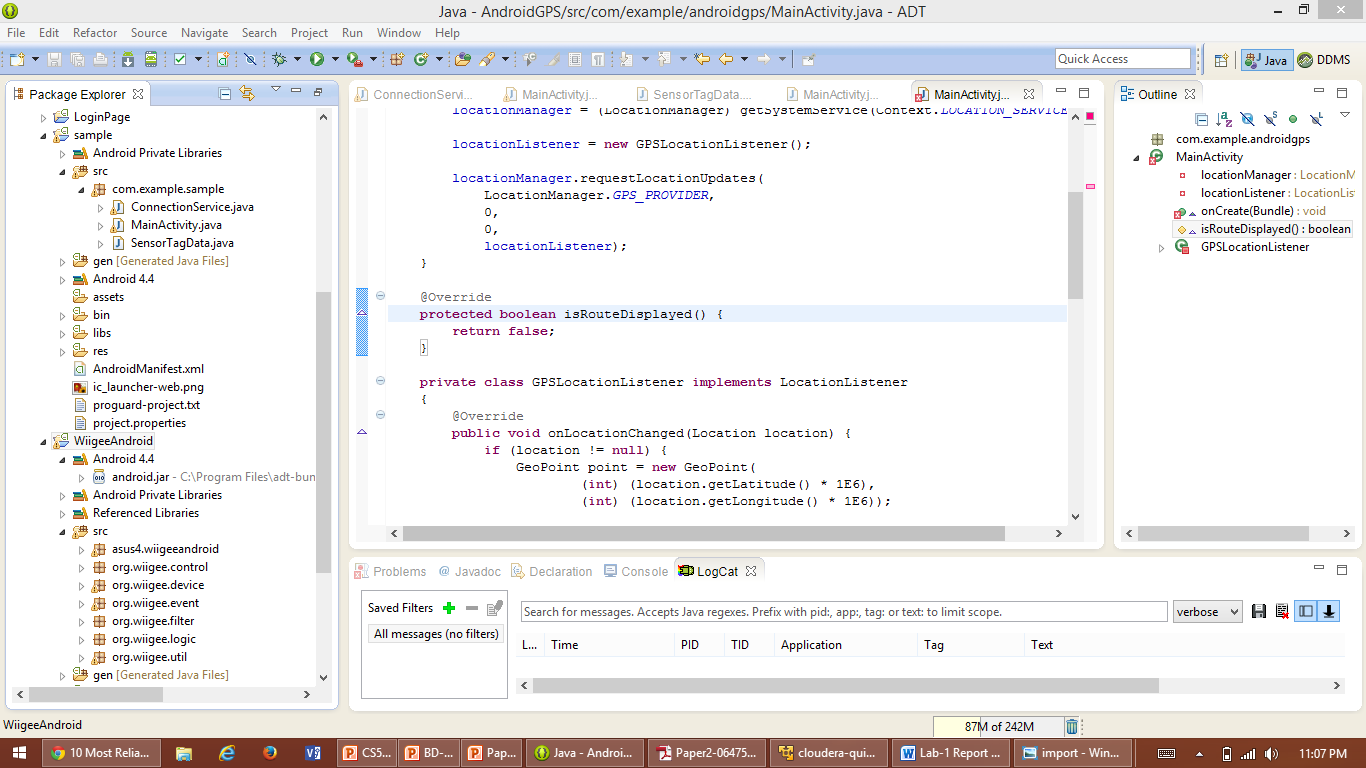 Java - AndroidGPS/src/com/example/androidgps/MainActivity.java - ADT
File Edit Refactor Source Navigate Search Project Run Window Help
Quick Access
Java
DDMS
Package Explorer
LoginPage
sample
Android Private Libraries
src
com.example.sample
ConnectionService.java
MainActivity.java
SensorTagData.java
gen [Generated Java Files]
Android 4.4
assets
bin
libs
res
AndroidManifest.xml
ic_launcher-web.png
proguard-project.txt
project.properties
WiigeeAndroid
Android 4.4
android.jar - C:\Program Files\adt-bun
Android Private Libraries
Referenced Libraries
src
asus4.wiigeeandroid
org.wiigee.control
org.wiigee.device
org.wiigee.event
org.wiigee.filter
org.wiigee.logic
org.wiigee.util
gen [Generated Java Files]
ConnectionServi... MainActivity.j... SensorTagData.... MainActivity.j... MainActivity.j...
locationManager = (LocationManager) getSystemService(Context.LOCATION_SERVICE
locationListener = new GPSLocationListener();
locationManager.requestLocationUpdates(
LocationManager.GPS_PROVIDER,
0,
0,
locationListener);
}
@Override
protected boolean isRouteDisplayed() {
return false;
}
private class GPSLocationListener implements LocationListener
{
@Override
public void onLocationChanged(Location location) {
if (location != null) {
GeoPoint point = new GeoPoint(
(int) (location.getLatitude() * 1E6),
(int) (location.getLongitude() * 1E6));
Outline
com.example.androidgps
MainActivity
locationManager : LocationM
locationListener : LocationLis
onCreate(Bundle) : void
isRouteDisplayed() : boolean
GPSLocationListener
Problems @ Javadoc Declaration Console LogCat
Saved Filters
All messages (no filters)
Search for messages. Accepts Java regexes. Prefix with pid:, app:, tag: or text: to limit scope.
verbose
L... Time PID TID Application Tag Text
WiigeeAndroid
87M of 242M
10 Most Relia... CS5... BD-... Pap... Java - Androi... Paper2-06475... cloudera-qui... Lab-1 Report ... import - Win...
11:07 PM